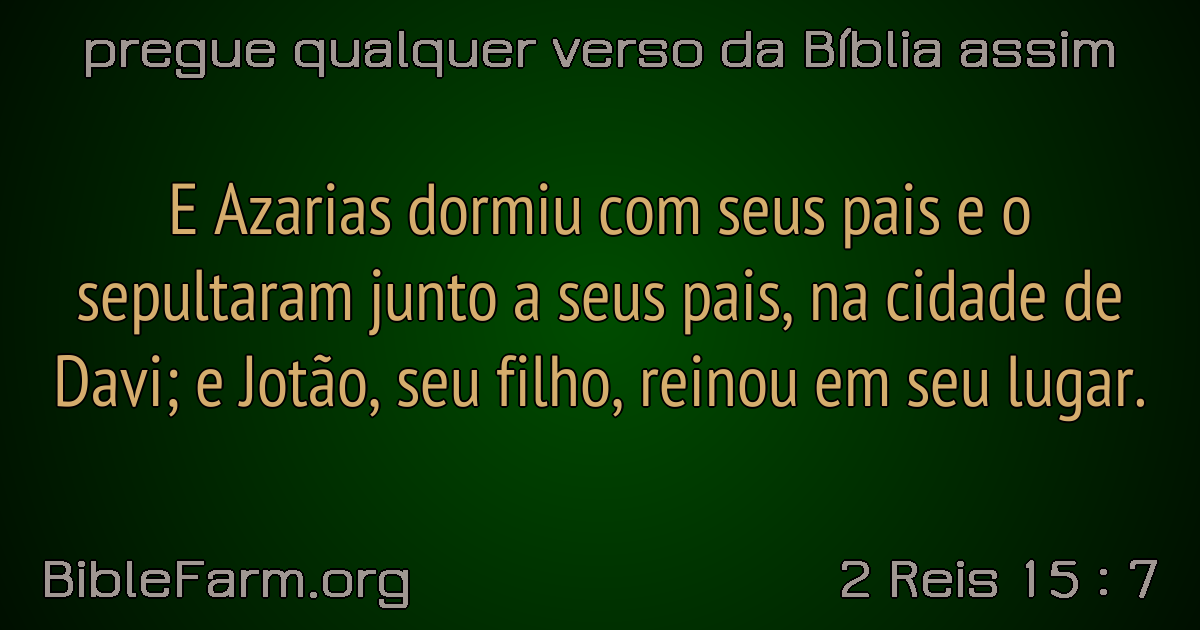 pregue qualquer verso da Bíblia assim
E Azarias dormiu com seus pais e o
sepultaram junto a seus pais, na cidade de
Davi; e Jotão, seu filho, reinou em seu lugar.
BibleFarm.org
2 Reis 15 : 7